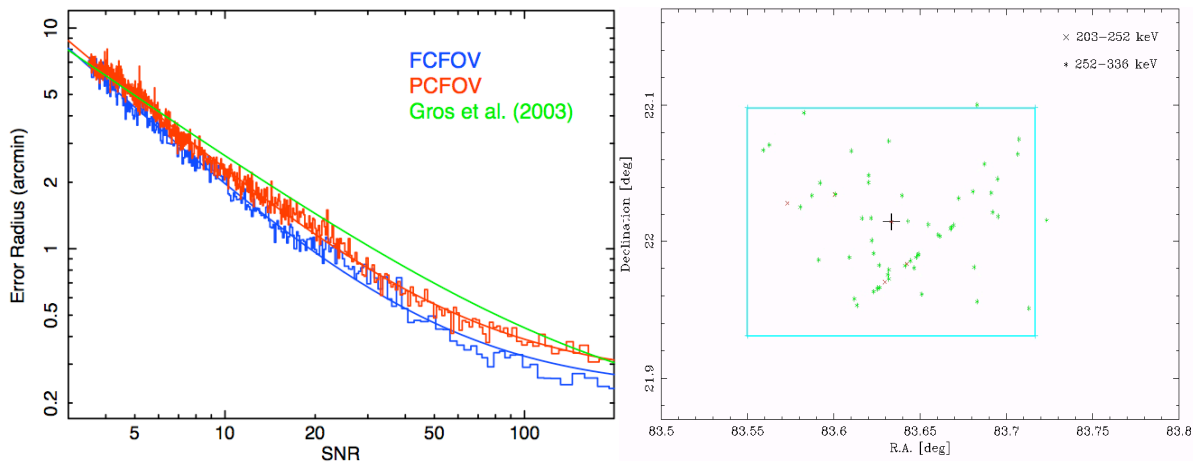 10
5
2
1
0.5
0.2
Error Radius (arcmin)
FCFOV
PCFOV
Gros et al. (2003)
5
10
20
50
100
SNR
22.1
22
21.9
Declination [deg]
× 203−252 keV
* 252−336 keV
83.5
83.55
83.6
83.65
83.7
83.75
83.8
R.A. [deg]